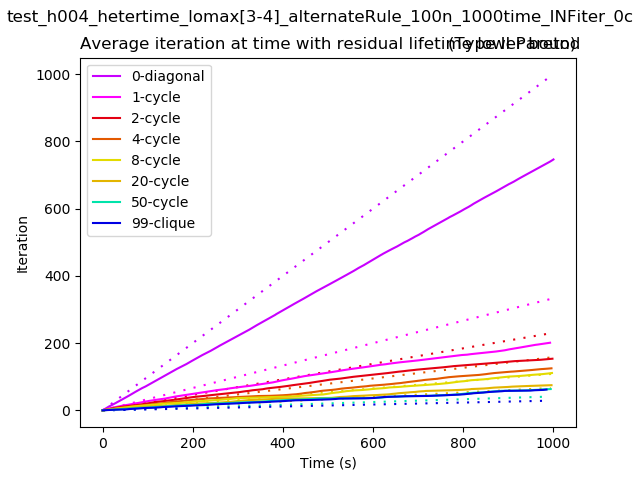 test_h004_hetertime_lomax[3-4]_alternateRule_100n_1000time_INFiter_0c
Average iteration at time with residual lifetime lower bound
(Type II Pareto)
1000
800
600
400
200
0
Iteration
0-diagonal
1-cycle
2-cycle
4-cycle
8-cycle
20-cycle
50-cycle
99-clique
0 200 400 600 800 1000
Time (s)